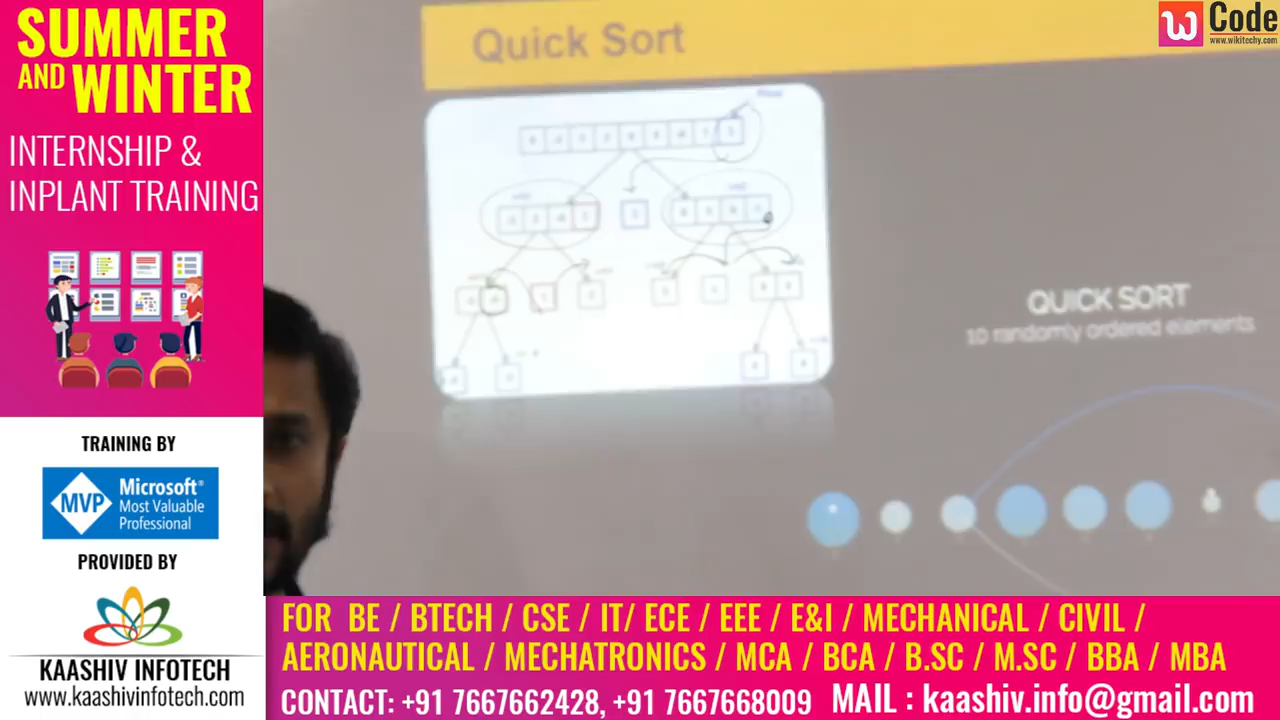 SUMMER
AND WINTER
INTERNSHIP &
INPLANT TRAINING
TRAINING BY
MVP
Microsoft®
Most Valuable
Professional
PROVIDED BY
KAASHIV INFOTECH
www.kaashivinfotech.com
Quick Sort
W Code
www.wikitechy.com
QUICK SORT
10 randomly ordered elements
FOR BE / BTECH / CSE / IT/ ECE / EEE / E&I / MECHANICAL / CIVIL /
AERONAUTICAL / MECHATRONICS / MCA / BCA / B.SC / M.SC / BBA / MBA
CONTACT: +91 7667662428, +91 7667668009 MAIL : kaashiv.info@gmail.com